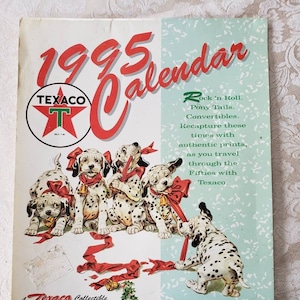 1995
Calendar
TEXACO
T
Rock 'n Roll.
Pony Tails.
Convertibles.
Recapture these
times with
authentic prints,
as you travel
through the
Fifties with
Texaco
Texaco Collectible